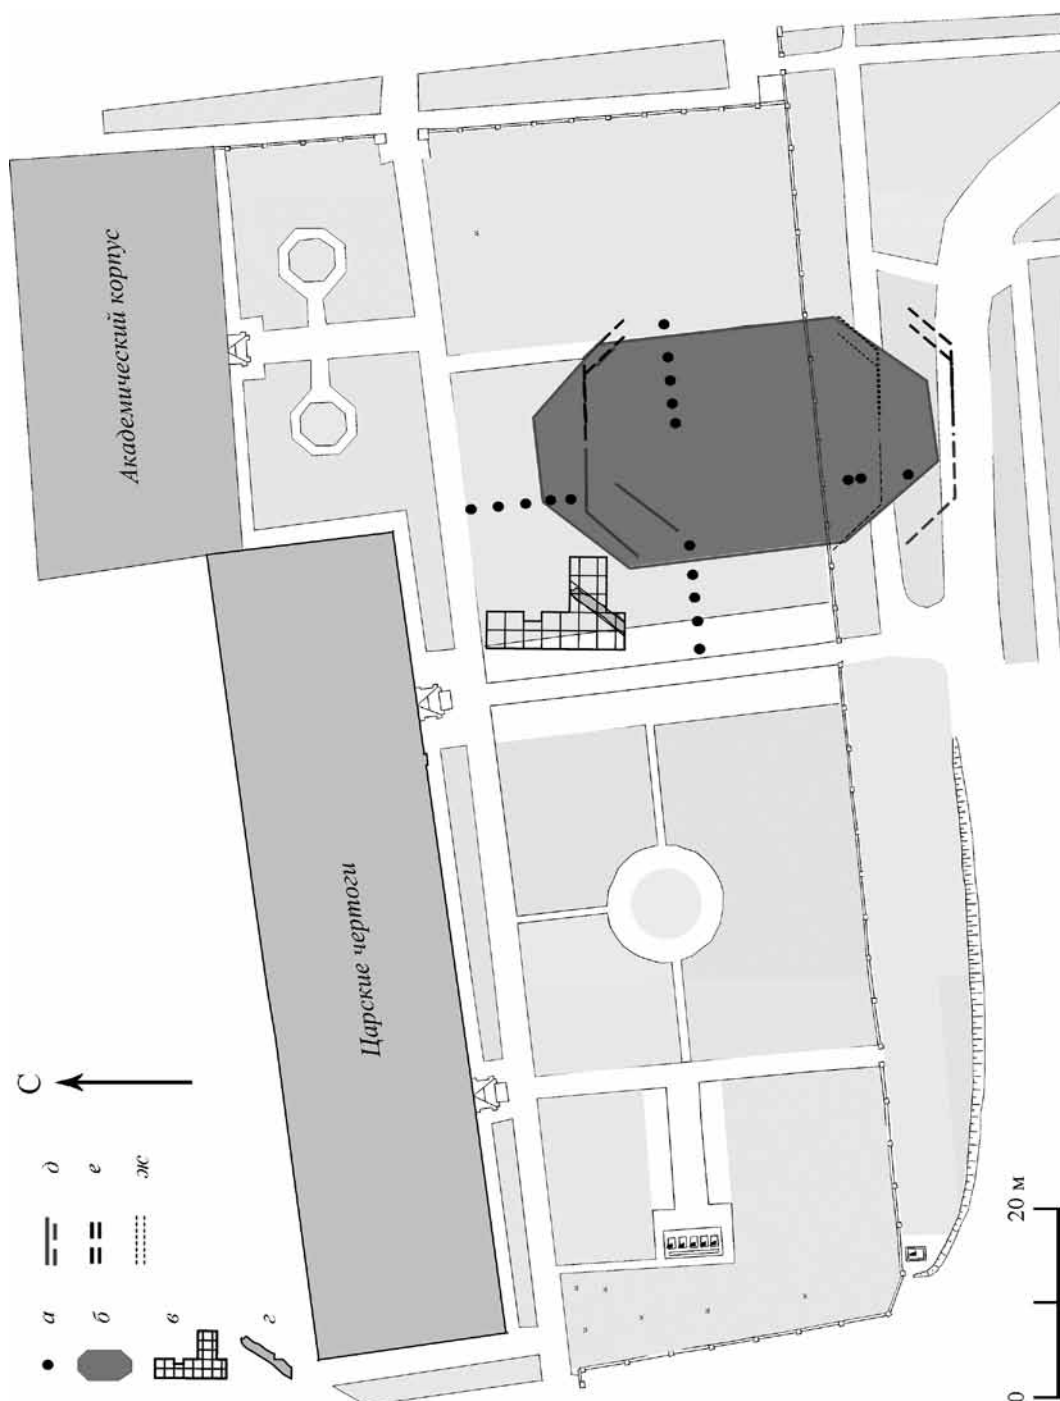 Академический корпус
Царские чертоги
С
а
б
в
г
д
е
ж
0
20 м